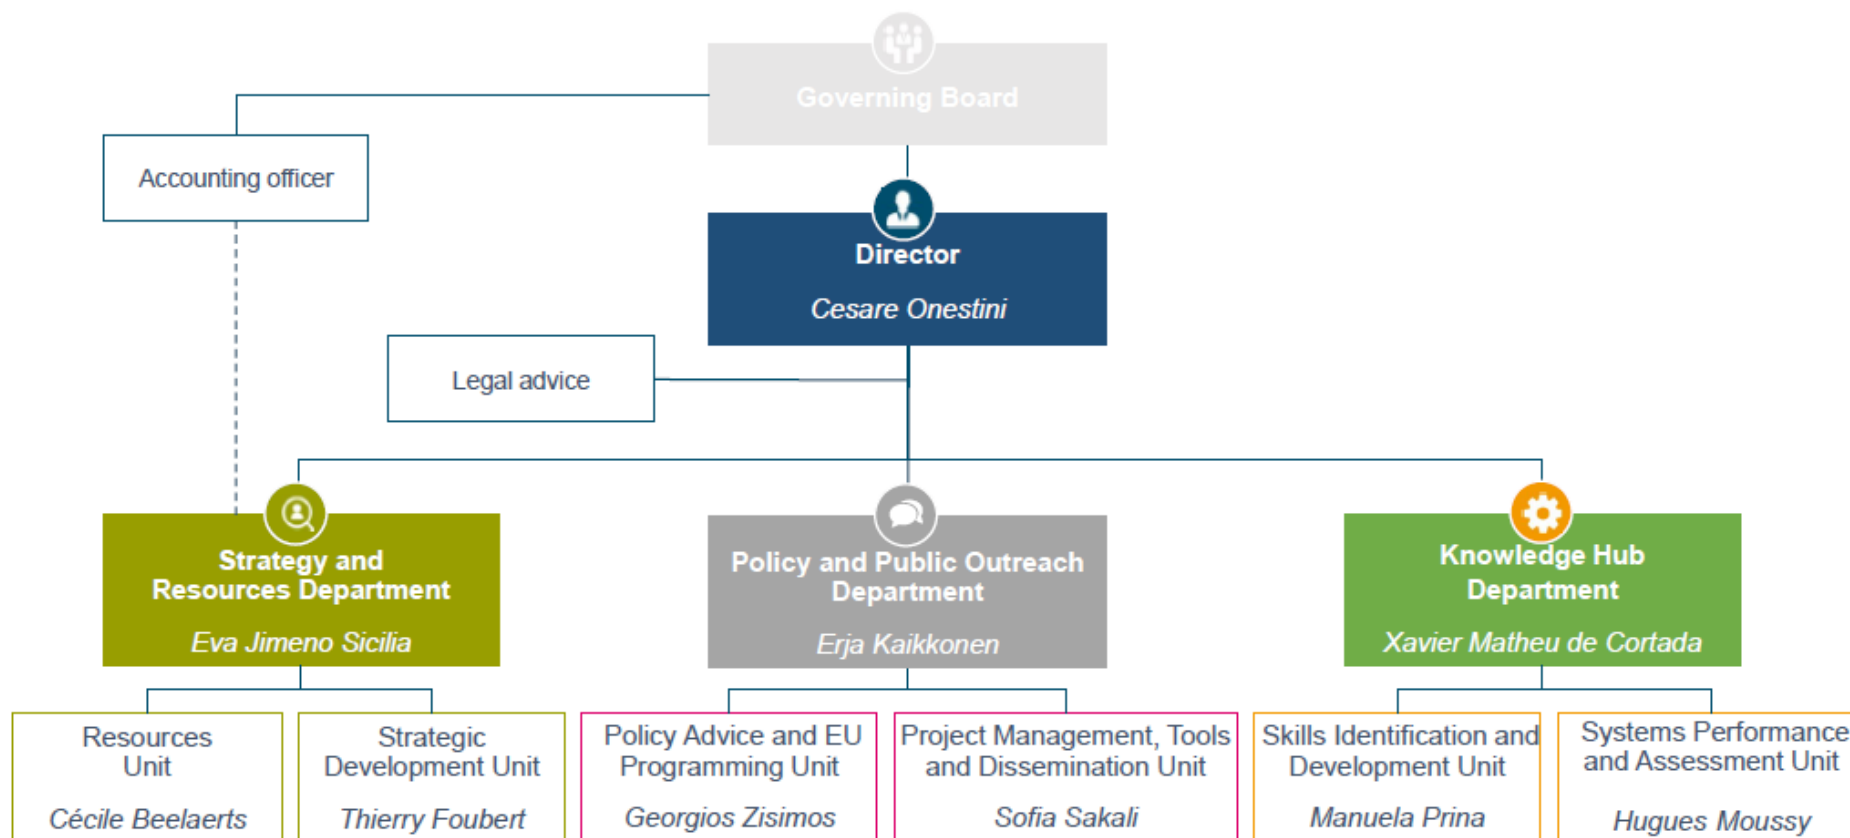 Governing Board
Accounting officer
Director
Cesare Onestini
Legal advice
Strategy and
Resources Department
Eva Jimeno Sicilia
Policy and Public Outreach
Department
Erja Kaikkonen
Knowledge Hub
Department
Xavier Matheu de Cortada
Resources
Unit
Cécile Beelaerts
Strategic
Development Unit
Thierry Foubert
Policy Advice and EU
Programming Unit
Georgios Zisimos
Project Management, Tools
and Dissemination Unit
Sofia Sakali
Skills Identification and
Development Unit
Manuela Prina
Systems Performance
and Assessment Unit
Hugues Moussy